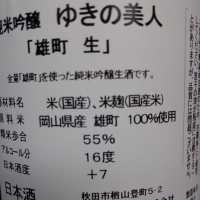 純米吟醸 ゆきの美人
「雄町 生」
全量「雄町」を使った純米吟醸生酒です。
原材料名 米(国産)、米麹(国産米)
原料米 岡山県産 雄町 100%使用
精米歩合 55%
アルコール分 16度
日本酒度 +7
日本酒 秋田市楢山登町5-2